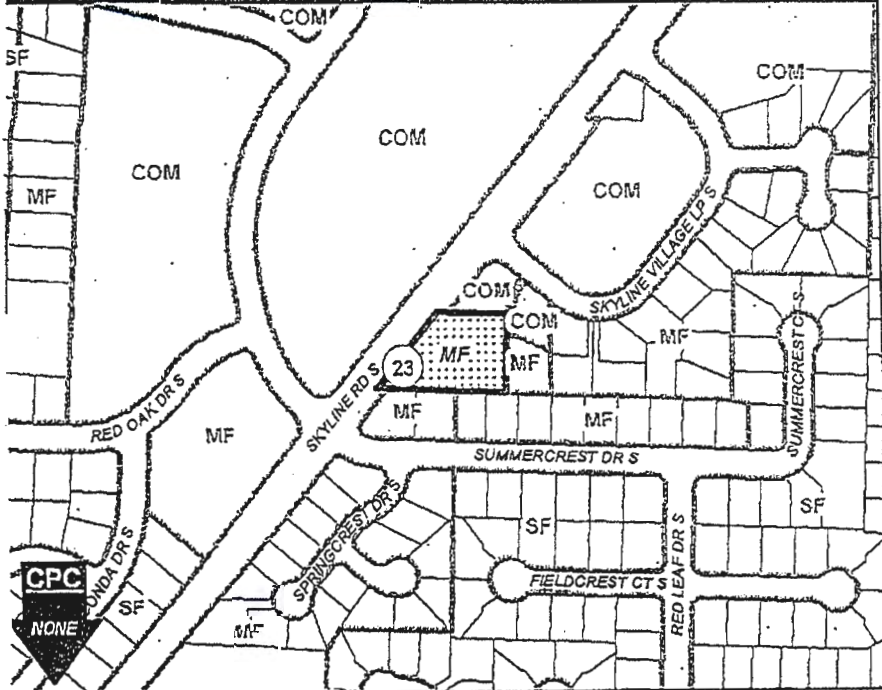 COM
SF
COM
COM
COM
MF
COM
SKYLINE VILLAGE LP S
COM
COM
MF
MF
MF
23
SUMMERCREST CT S
SKYLINE RD S
RED OAK DR S
MF
MF
MF
SUMMERCREST DR S
SPRINGCREST DR S
SF
SF
RED LEAF DR S
FIELDCREST CT S
CPC
ONDA DR S
SF
NONE
MF